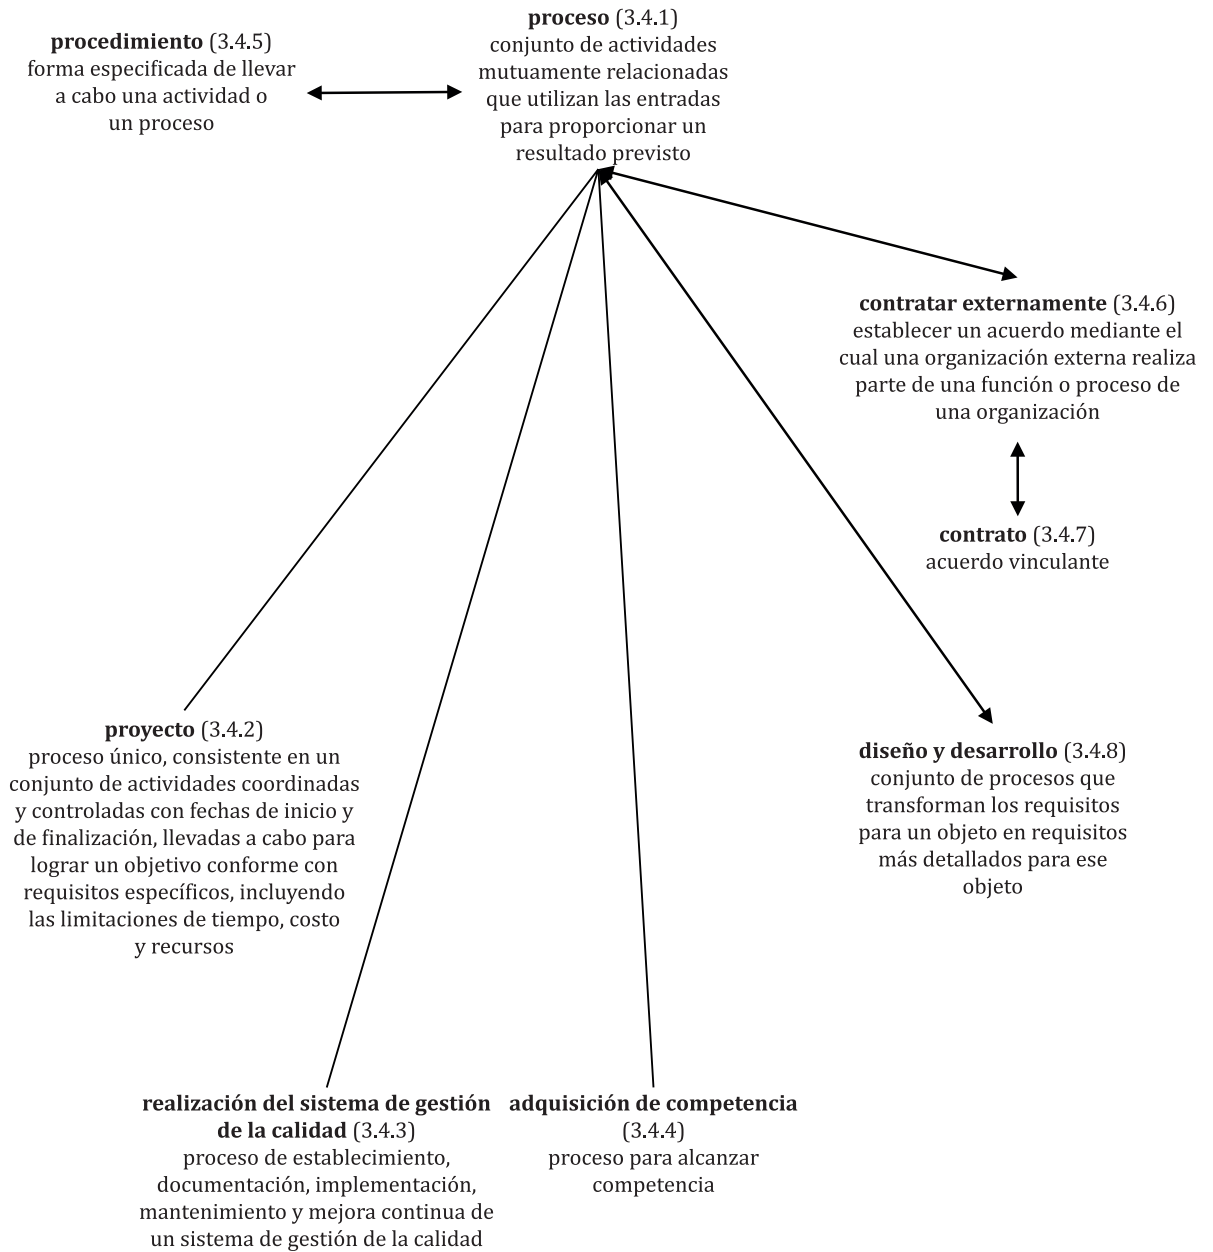 procedimiento (3.4.5)
forma especificada de llevar
a cabo una actividad o
un proceso
proceso (3.4.1)
conjunto de actividades
mutuamente relacionadas
que utilizan las entradas
para proporcionar un
resultado previsto
contratar externamente (3.4.6)
establecer un acuerdo mediante el
cual una organización externa realiza
parte de una función o proceso de
una organización
contrato (3.4.7)
acuerdo vinculante
proyecto (3.4.2)
proceso único, consistente en un
conjunto de actividades coordinadas
y controladas con fechas de inicio y
de finalización, llevadas a cabo para
lograr un objetivo conforme con
requisitos específicos, incluyendo
las limitaciones de tiempo, costo
y recursos
diseño y desarrollo (3.4.8)
conjunto de procesos que
transforman los requisitos
para un objeto en requisitos
más detallados para ese
objeto
realización del sistema de gestión
de la calidad (3.4.3)
proceso de establecimiento,
documentación, implementación,
mantenimiento y mejora continua de
un sistema de gestión de la calidad
adquisición de competencia
(3.4.4)
proceso para alcanzar
competencia